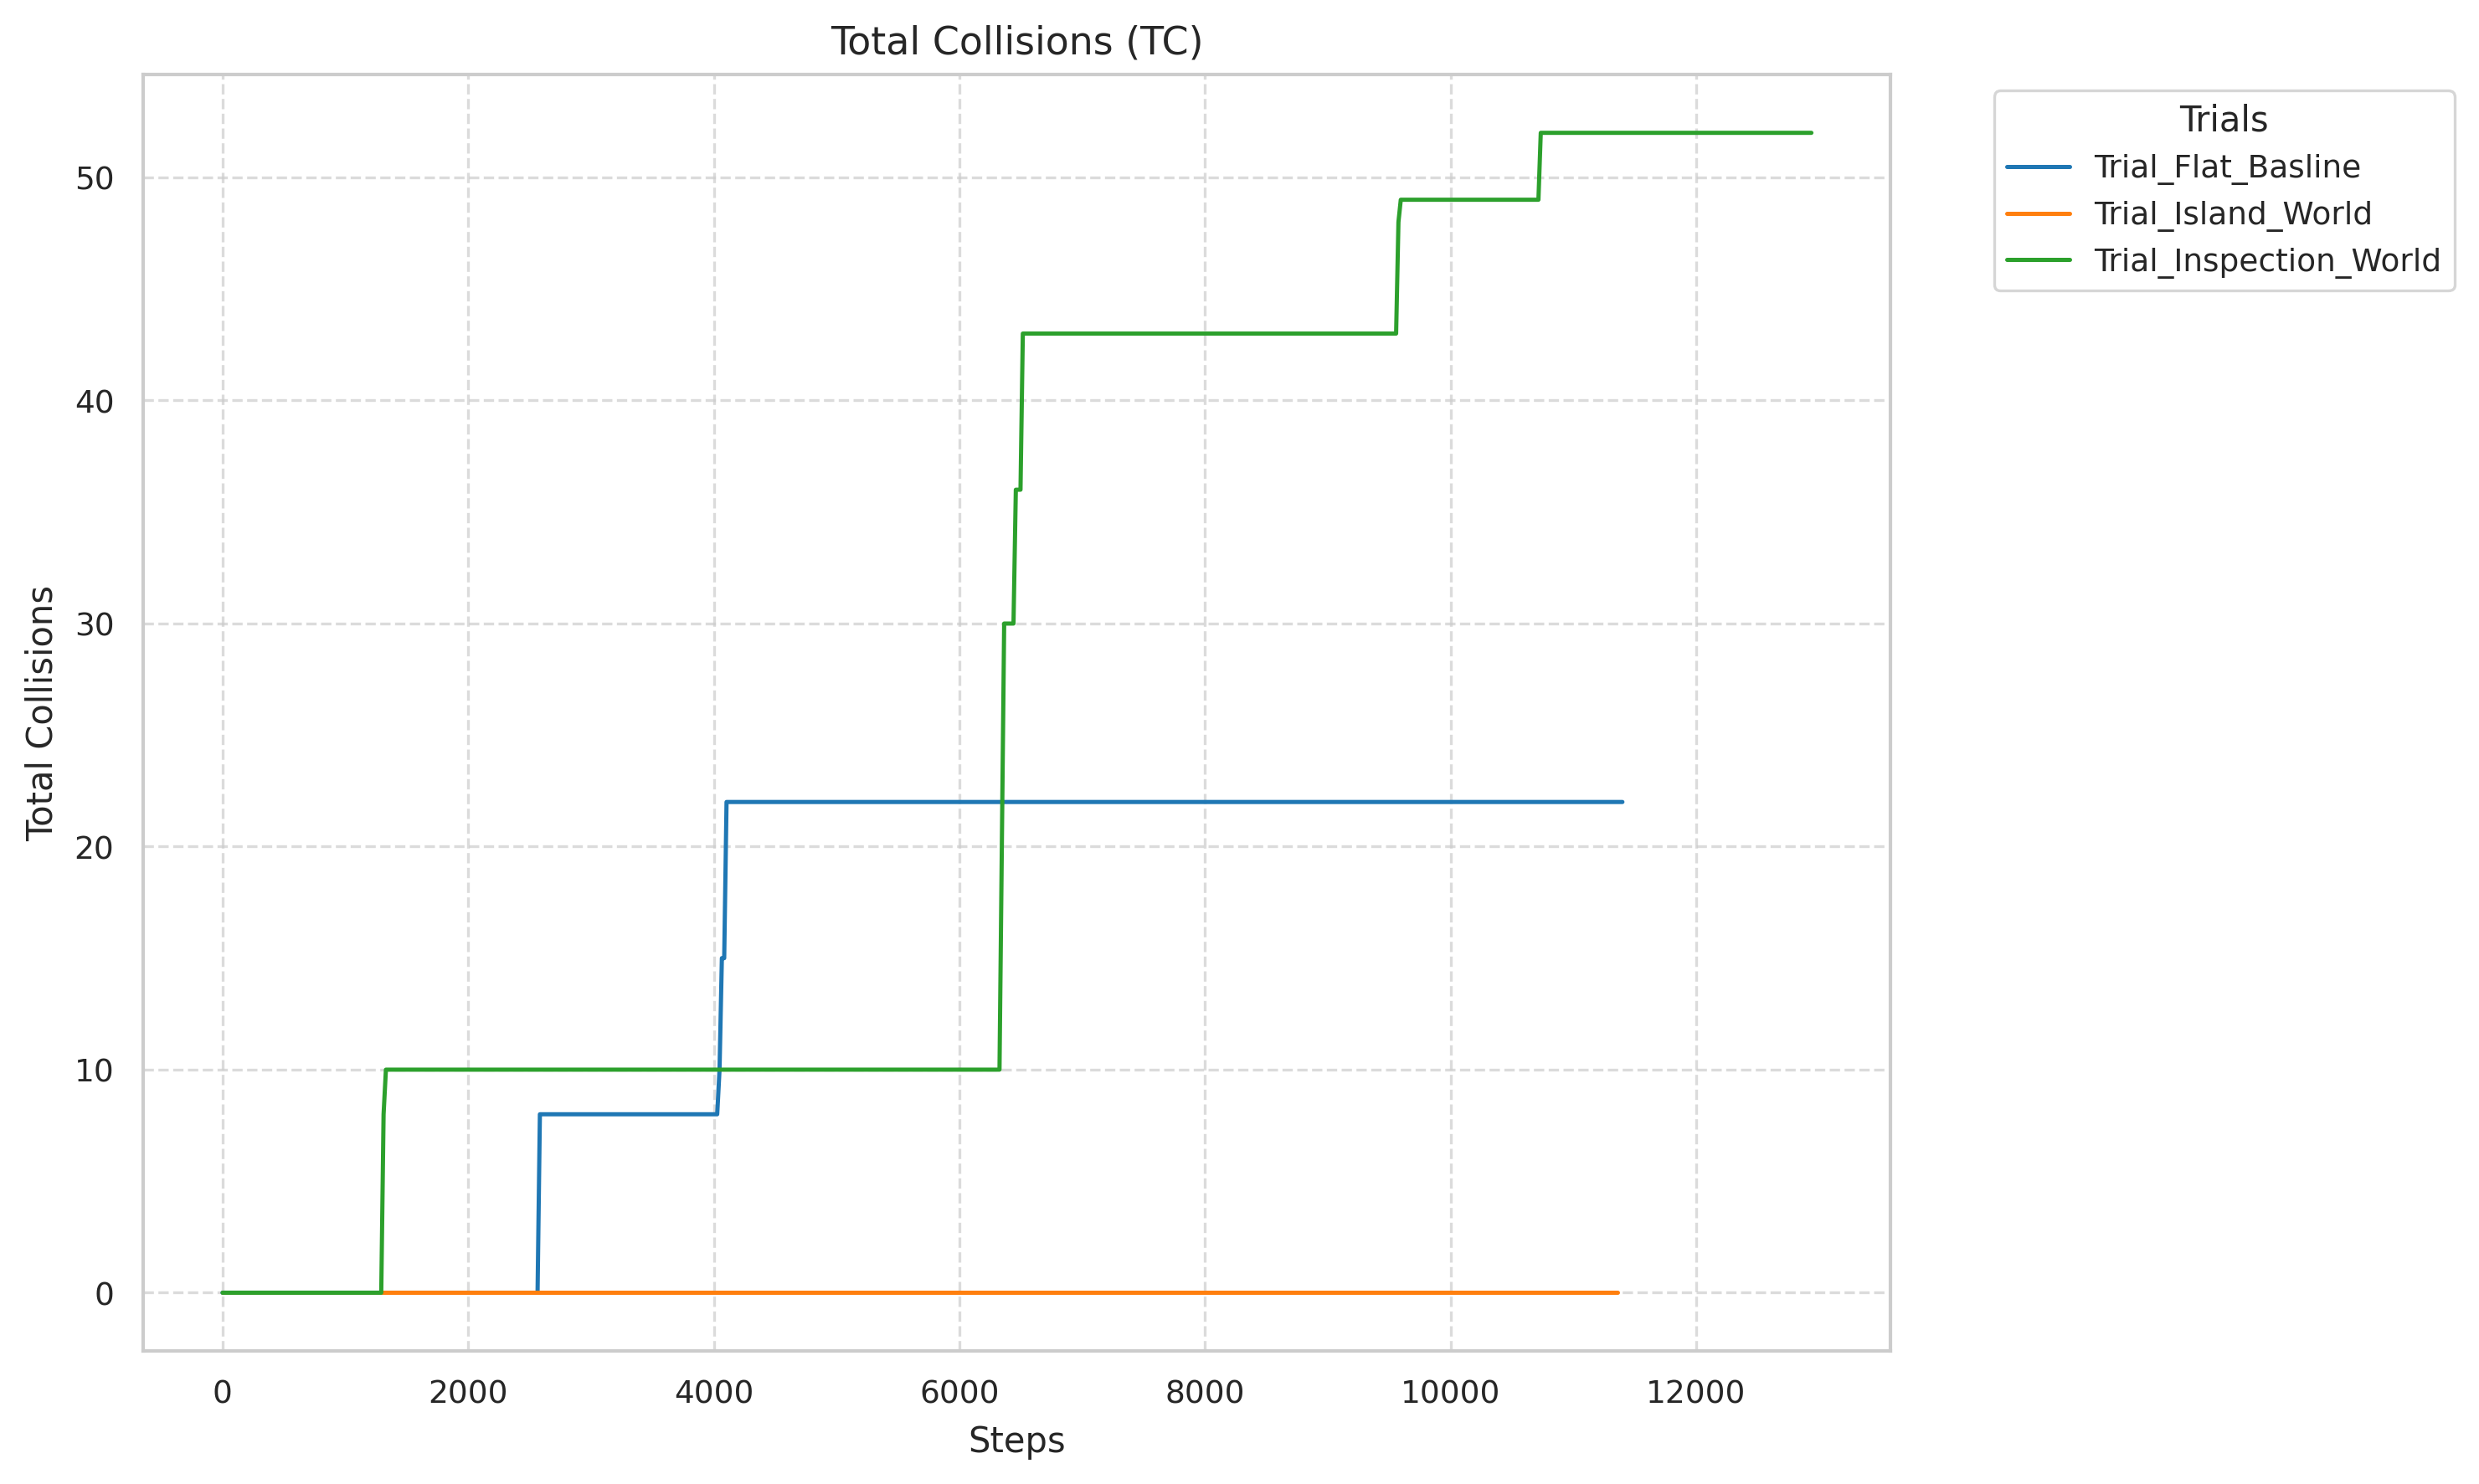 Total Collisions (TC)
Trials
Trial_Flat_Basline
Trial_Island_World
Trial_Inspection_World
Total Collisions
50
40
30
20
10
0
0 2000 4000 6000 8000 10000 12000
Steps